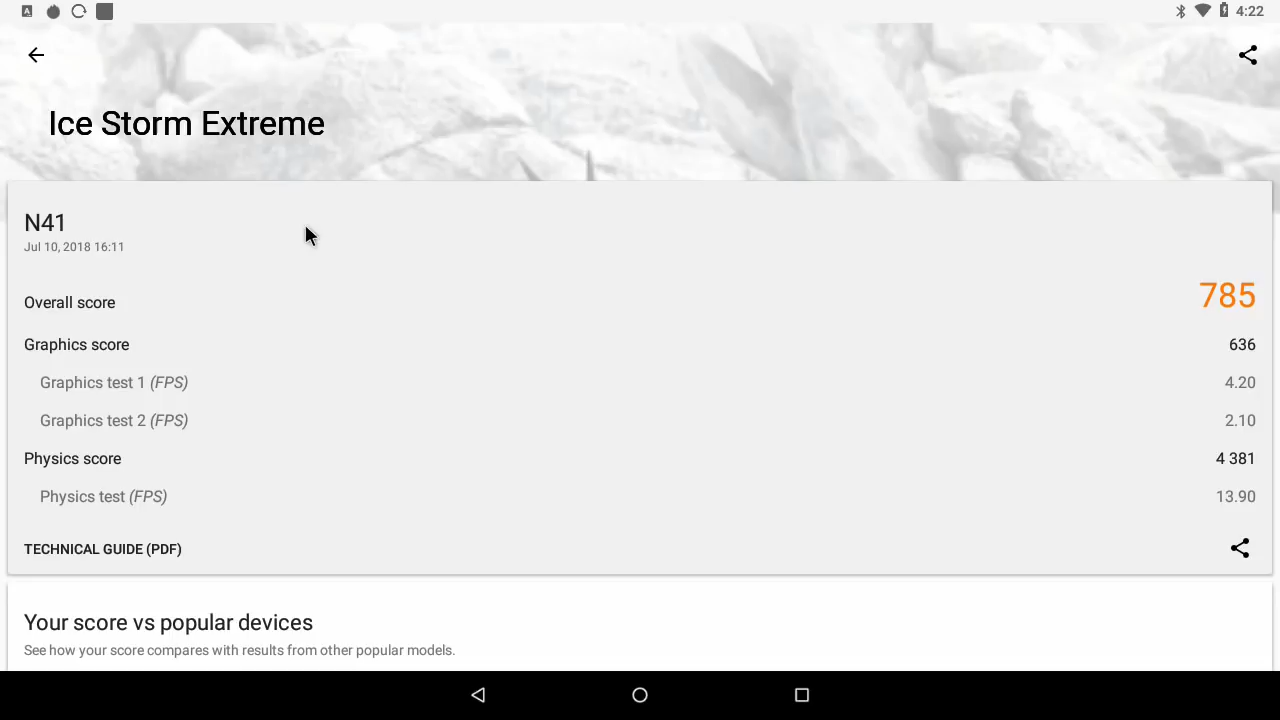 4:22
Ice Storm Extreme
N41
Jul 10, 2018 16:11
Overall score 785
Graphics score 636
Graphics test 1 (FPS) 4.20
Graphics test 2 (FPS) 2.10
Physics score 4 381
Physics test (FPS) 13.90
TECHNICAL GUIDE (PDF)
Your score vs popular devices
See how your score compares with results from other popular models.